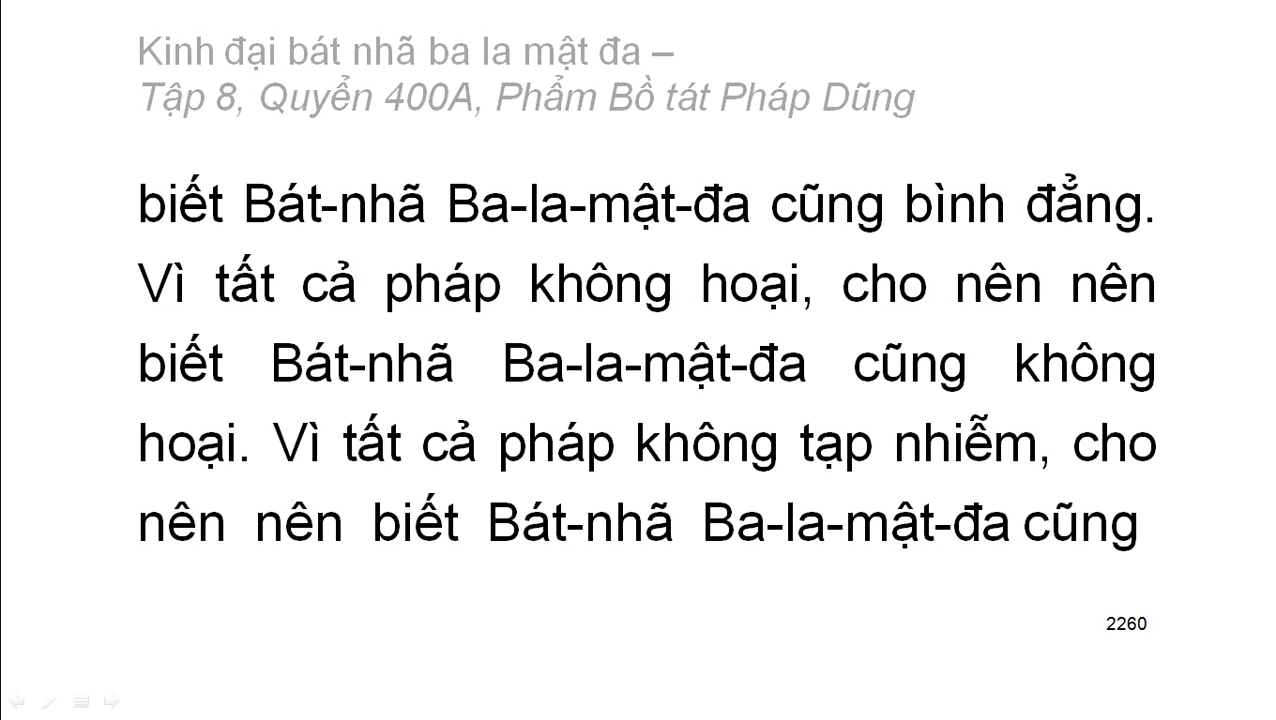 Kinh đại bát nhã ba la mật đa –
Tập 8, Quyển 400A, Phẩm Bồ tát Pháp Dũng
biết Bát-nhã Ba-la-mật-đa cũng bình đẳng.
Vì tất cả pháp không hoại, cho nên nên
biết Bát-nhã Ba-la-mật-đa cũng không
hoại. Vì tất cả pháp không tạp nhiễm, cho
nên nên biết Bát-nhã Ba-la-mật-đa cũng
2260